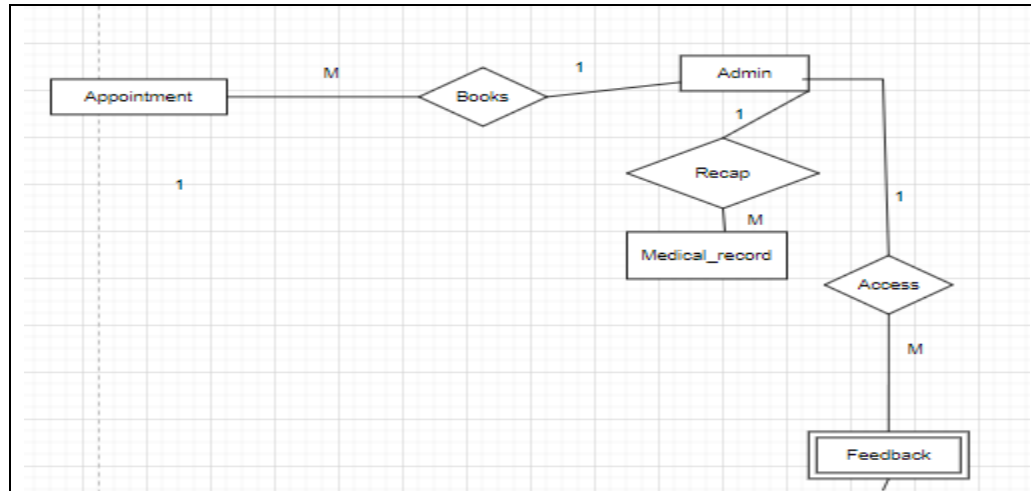 Admin
M
1
Appointment
Books
1
Recap
1
1
M
Medical_record
Access
M
Feedback